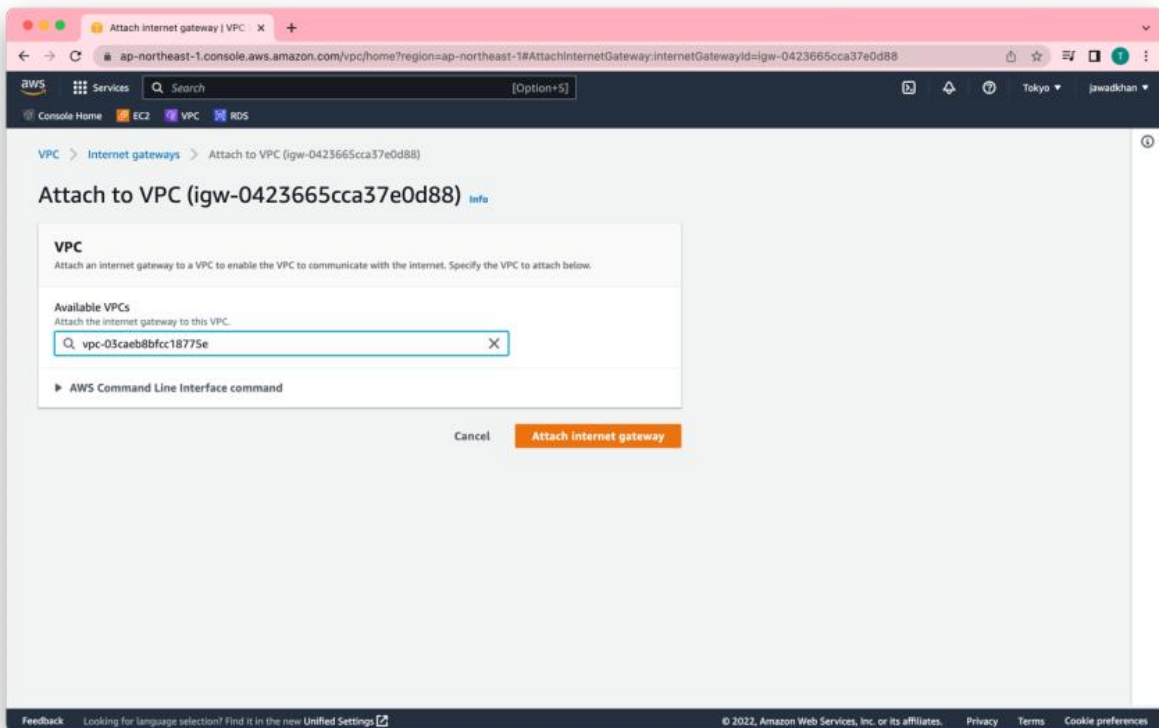 Attach internet gateway | VPC
ap-northeast-1.console.aws.amazon.com/vpc/home?region=ap-northeast-1#AttachInternetGateway:internetGatewayId=igw-0423665cca37e0d88
T
aws Services Search [Option+S] Tokyo jawadkhan
Console Home EC2 VPC RDS
VPC > Internet gateways > Attach to VPC (igw-0423665cca37e0d88)
Attach to VPC (igw-0423665cca37e0d88) Info
VPC
Attach an internet gateway to a VPC to enable the VPC to communicate with the internet. Specify the VPC to attach below.
Available VPCs
Attach the internet gateway to this VPC.
vpc-03caeb8bfcc18775e
AWS Command Line Interface command
Cancel Attach internet gateway
Feedback Looking for language selection? Find it in the new Unified Settings © 2022, Amazon Web Services, Inc. or its affiliates. Privacy Terms Cookie preferences